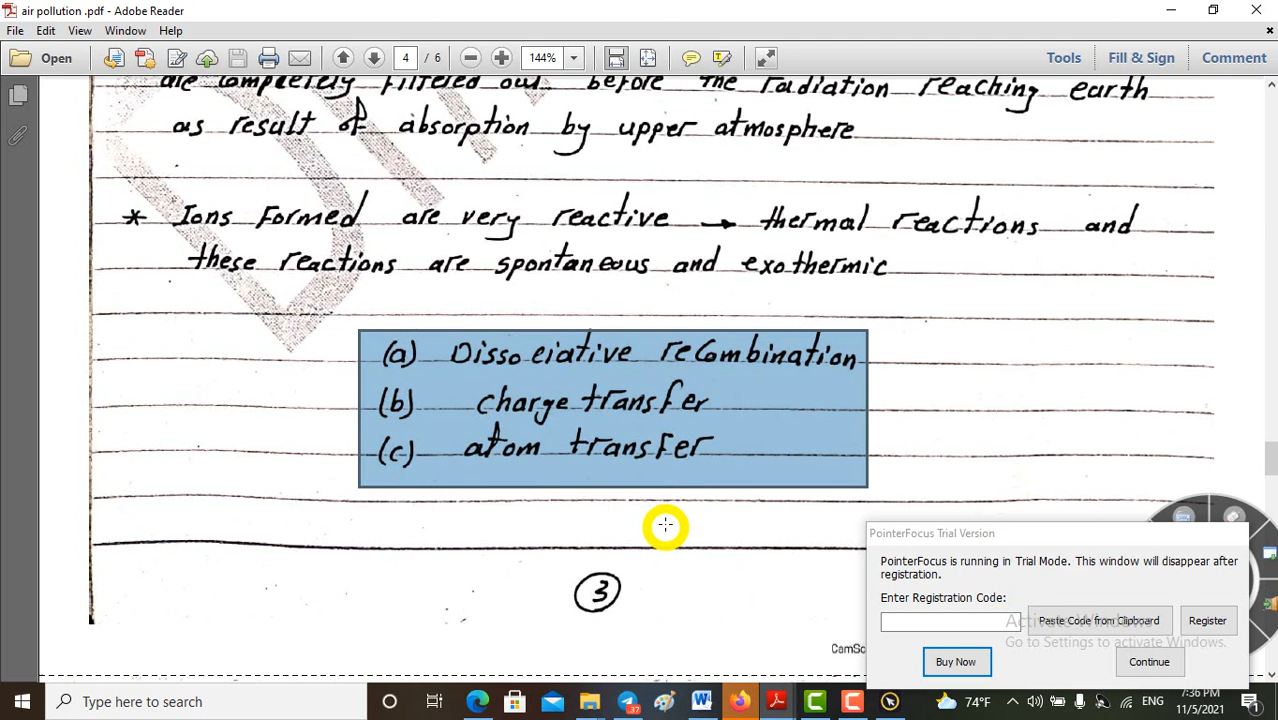 air pollution .pdf - Adobe Reader
File Edit View Window Help
Open 4 / 6 144% Tools Fill & Sign Comment
are completely filtered out before the radiation reaching earth
as result of absorption by upper atmosphere
* Ions Formed are very reactive → thermal reactions and
these reactions are spontaneous and exothermic
(a) Dissociative recombination
(b) charge transfer
(c) atom transfer
3
CamSc
PointerFocus Trial Version
PointerFocus is running in Trial Mode. This window will disappear after
registration.
Enter Registration Code:
Paste Code from Clipboard Register
Activate Windows
Go to Settings to activate Windows.
Buy Now Continue
Type here to search 37 74°F ENG 7:36 PM 11/5/2021 1